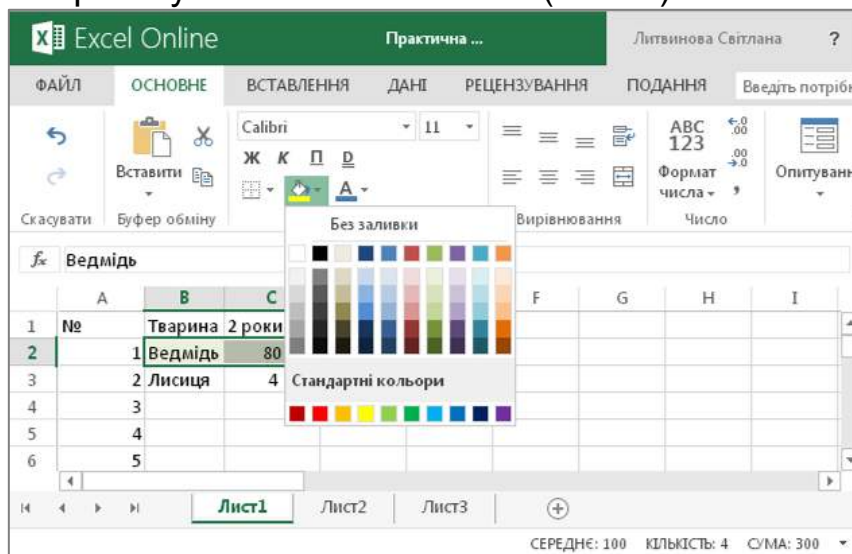 Excel Online Практична ... Литвинова Світлана ?
ФАЙЛ ОСНОВНЕ ВСТАВЛЕННЯ ДАНІ РЕЦЕНЗУВАННЯ ПОДАННЯ Введіть потрібн
Calibri 11 ABC
123
Вставити Ж К П D Формат Опитуванн
числа
Скасувати Буфер обміну Вирівнювання Число
Без заливки
fx Ведмідь
A B C F G H I
1 № Тварина 2 роки
2 1 Ведмідь 80
3 2 Лисиця 4
Стандартні кольори
4 3
5 4
6 5
Лист1 Лист2 Лист3
СЕРЕДНЄ: 100 КІЛЬКІСТЬ: 4 СУМА: 300